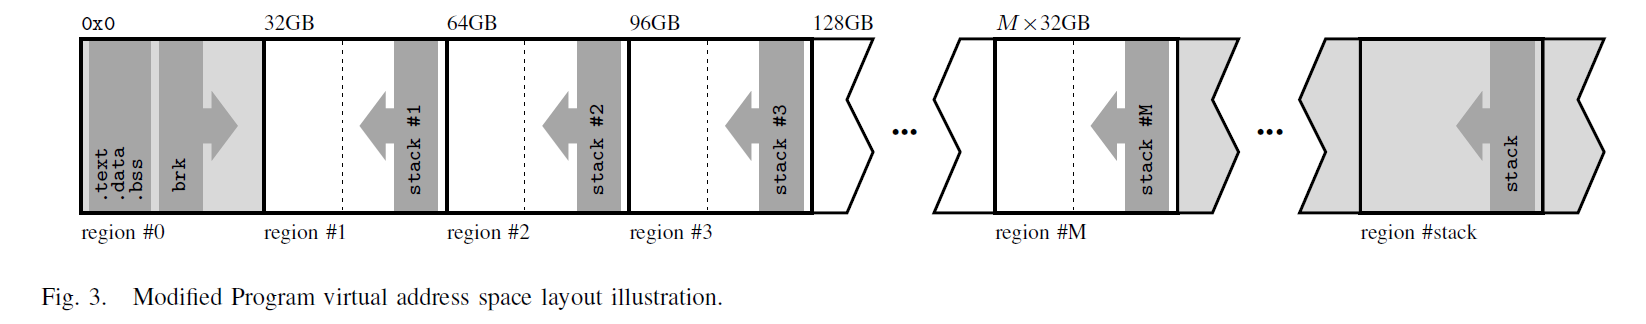 0x0 32GB 64GB 96GB 128GB M×32GB
.text
.data
.bss
brk
stack #1
stack #2
stack #3
•••
stack #M
•••
stack
region #0 region #1 region #2 region #3 region #M region #stack
Fig. 3. Modified Program virtual address space layout illustration.